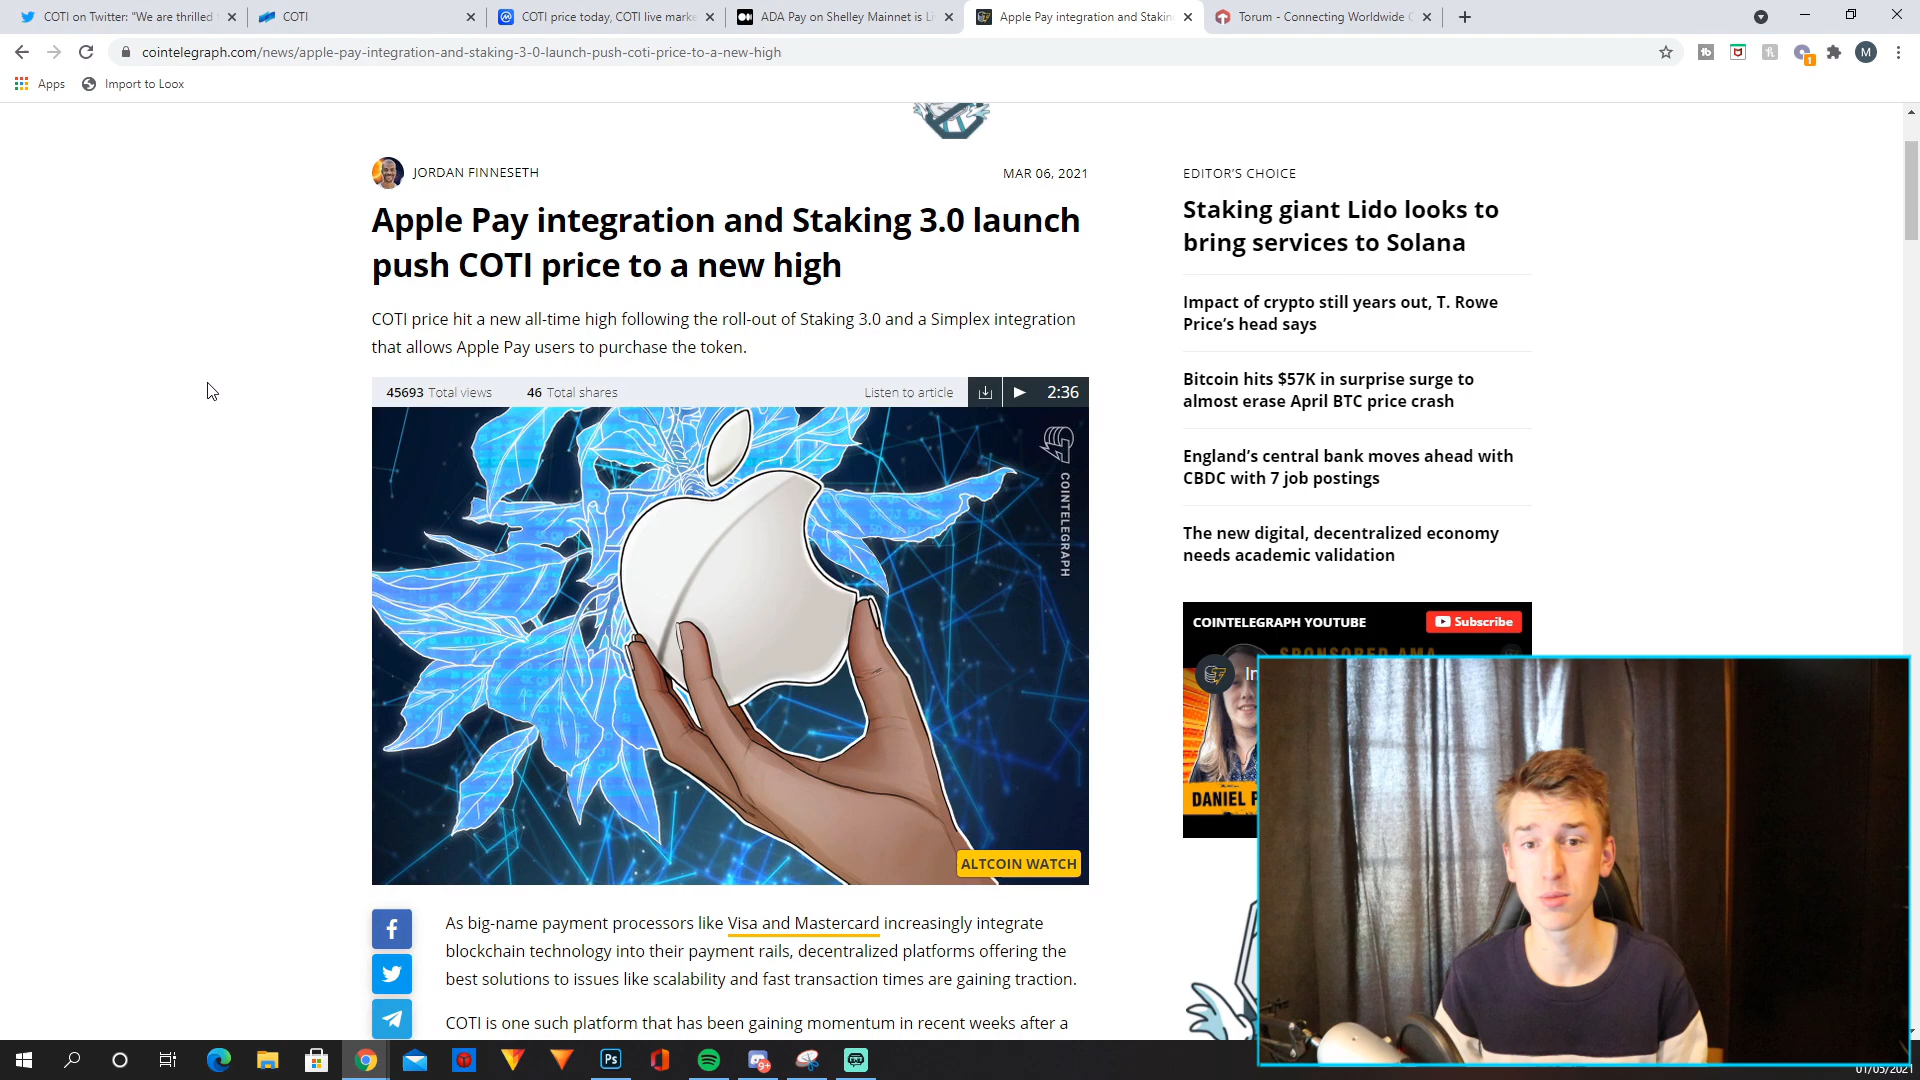 COTI on Twitter: "We are thrilled
COTI
COTI price today, COTI live marke
ADA Pay on Shelley Mainnet is Li
Apple Pay integration and Stakin
Torum - Connecting Worldwide C
cointelegraph.com/news/apple-pay-integration-and-staking-3-0-launch-push-coti-price-to-a-new-high
1
M
Apps
Import to Loox
JORDAN FINNESETH
MAR 06, 2021
Apple Pay integration and Staking 3.0 launch
push COTI price to a new high
COTI price hit a new all-time high following the roll-out of Staking 3.0 and a Simplex integration
that allows Apple Pay users to purchase the token.
45693 Total views
46 Total shares
Listen to article
2:36
COINTELEGRAPH
ALTCOIN WATCH
As big-name payment processors like Visa and Mastercard increasingly integrate
blockchain technology into their payment rails, decentralized platforms offering the
best solutions to issues like scalability and fast transaction times are gaining traction.
COTI is one such platform that has been gaining momentum in recent weeks after a
EDITOR'S CHOICE
Staking giant Lido looks to
bring services to Solana
Impact of crypto still years out, T. Rowe
Price's head says
Bitcoin hits $57K in surprise surge to
almost erase April BTC price crash
England's central bank moves ahead with
CBDC with 7 job postings
The new digital, decentralized economy
needs academic validation
COINTELEGRAPH YOUTUBE
Subscribe
SPONSORED AMA
DANIEL
Ps
9+
01/05/2021